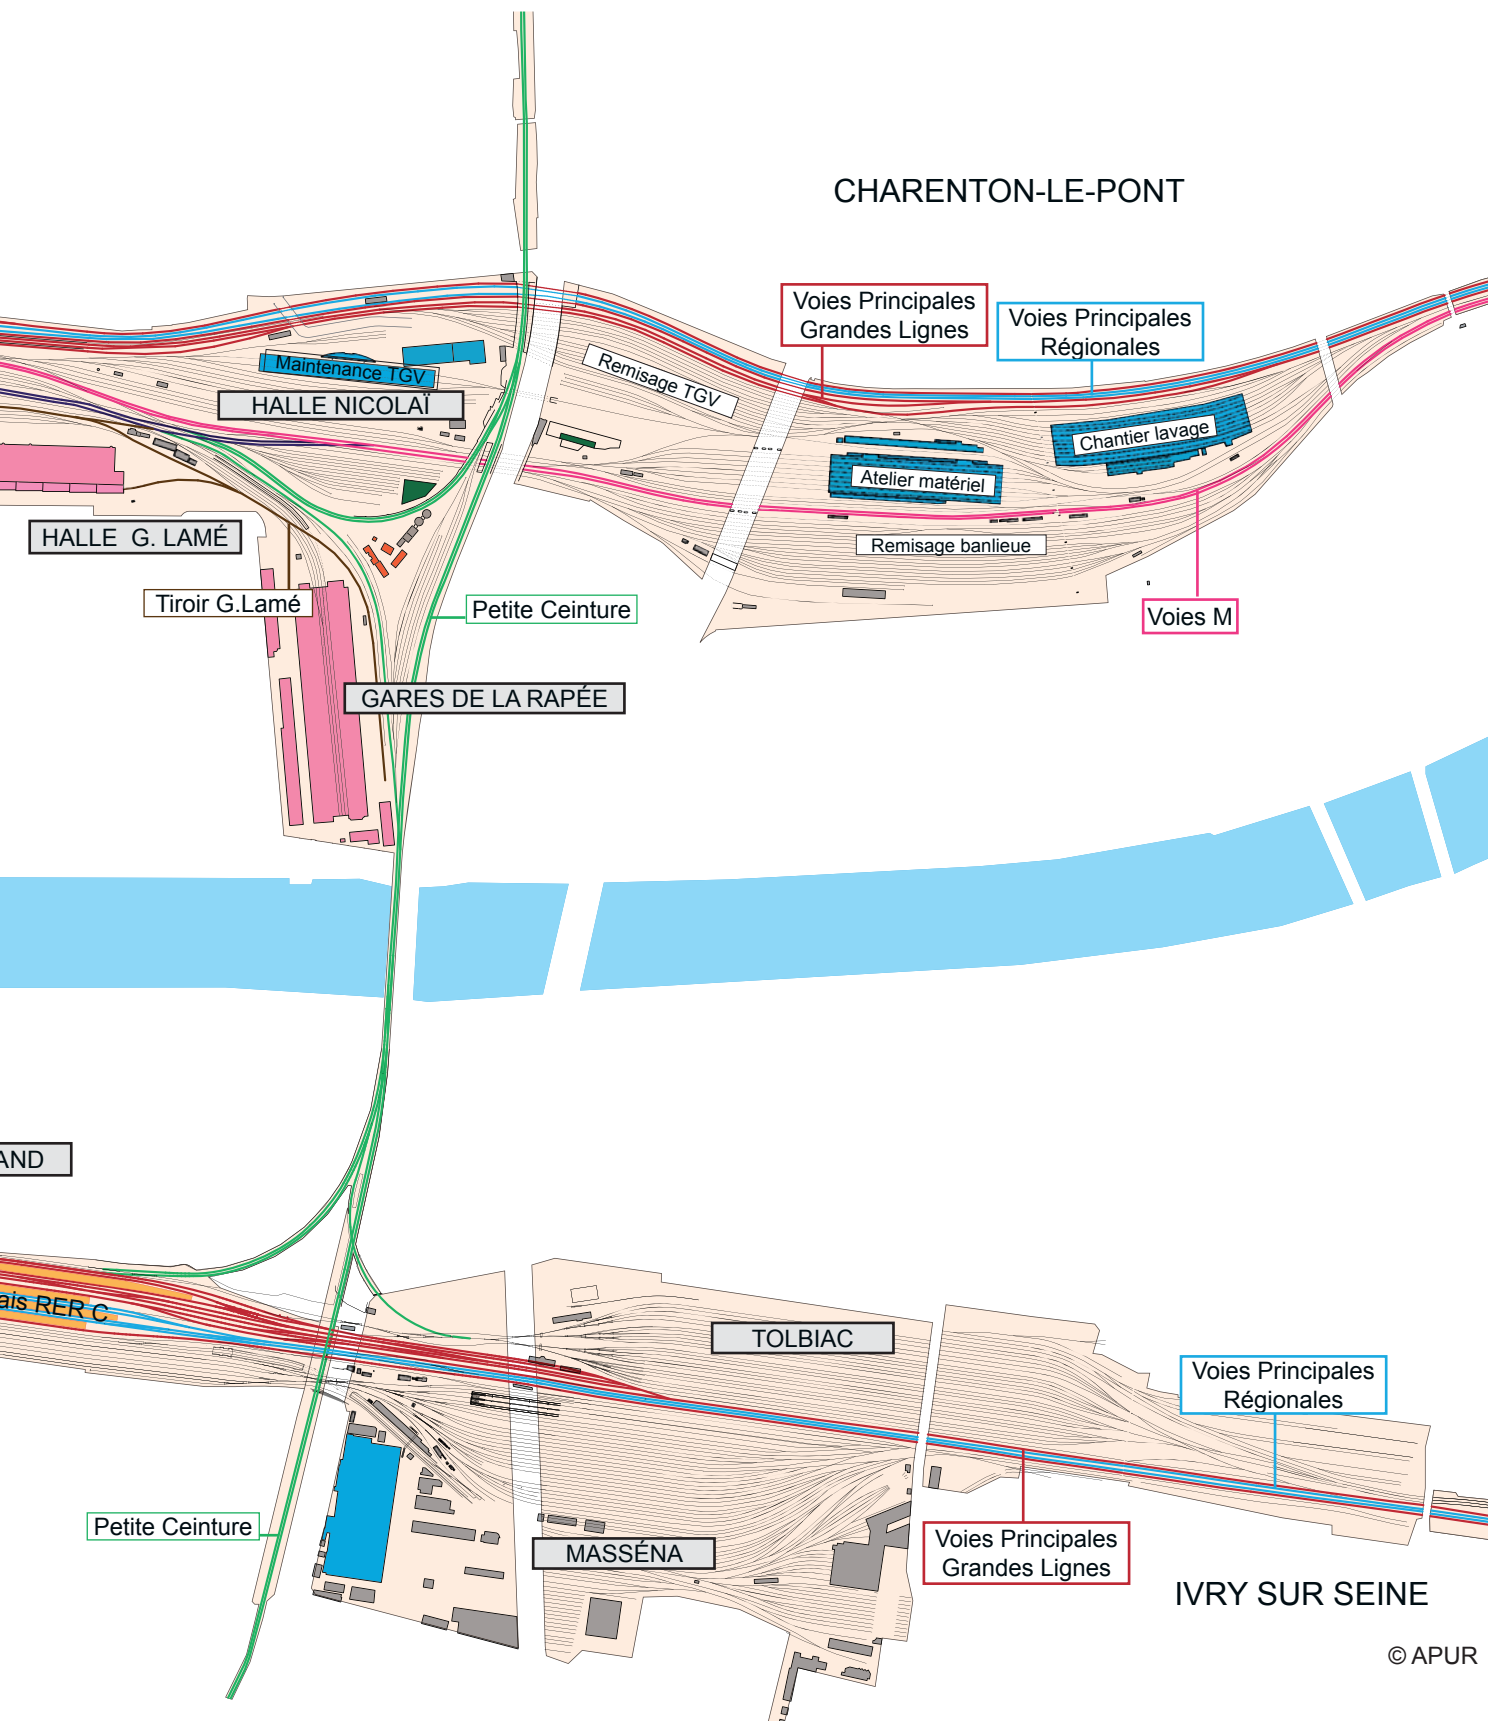 CHARENTON-LE-PONT
Voies Principales
Grandes Lignes
Voies Principales
Régionales
Remisage TGV
Maintenance TGV
HALLE NICOLAÏ
Chantier lavage
Atelier matériel
HALLE G. LAMÉ
Remisage banlieue
Tiroir G.Lamé
Petite Ceinture
Voies M
GARES DE LA RAPÉE
AND
ais RER C
TOLBIAC
Voies Principales
Régionales
Petite Ceinture
MASSÉNA
Voies Principales
Grandes Lignes
IVRY SUR SEINE
© APUR